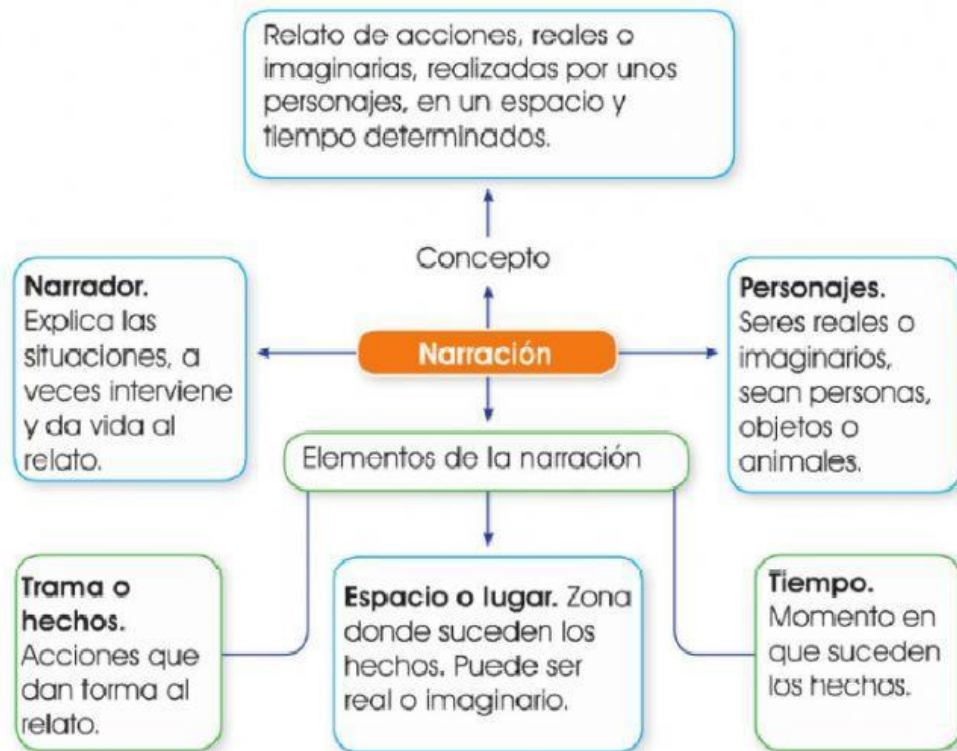 Relato de acciones, reales o
imaginarias, realizadas por unos
personajes, en un espacio y
tiempo determinados.
Concepto
Narrador.
Explica las
situaciones, a
veces interviene
y da vida al
relato.
Narración
Personajes.
Seres reales o
imaginarios,
sean personas,
objetos o
animales.
Elementos de la narración
Trama o
hechos.
Acciones que
dan forma al
relato.
Espacio o lugar. Zona
donde suceden los
hechos. Puede ser
real o imaginario.
Tiempo.
Momento en
que suceden
los hechos.